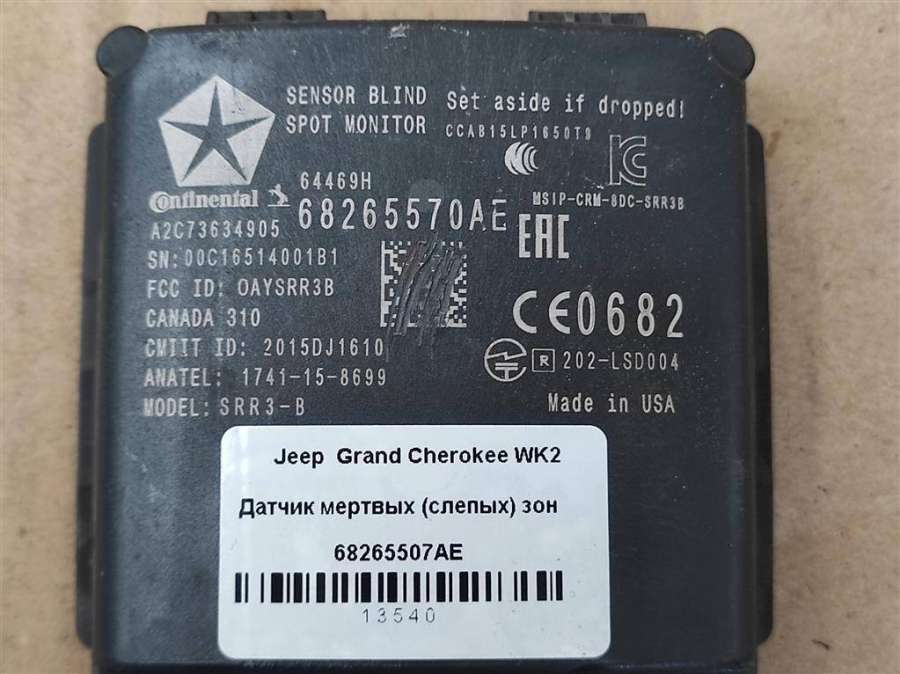 SENSOR BLIND
SPOT MONITOR
Set aside if dropped!
CCAB15LP1650T9
64469H
MSIP-CRM-8DC-SRR3B
Continental
68265570AE
EAC
A2C73634905
SN:00C16514001B1
FCC ID: OAYSRR3B
CANADA 310
CE0682
CMIIT ID: 2015DJ1610
R 202-LSD004
ANATEL: 1741-15-8699
MODEL: SRR3-B
Made in USA
Jeep Grand Cherokee WK2
Датчик мертвых (слепых) зон
68265507AE
13540